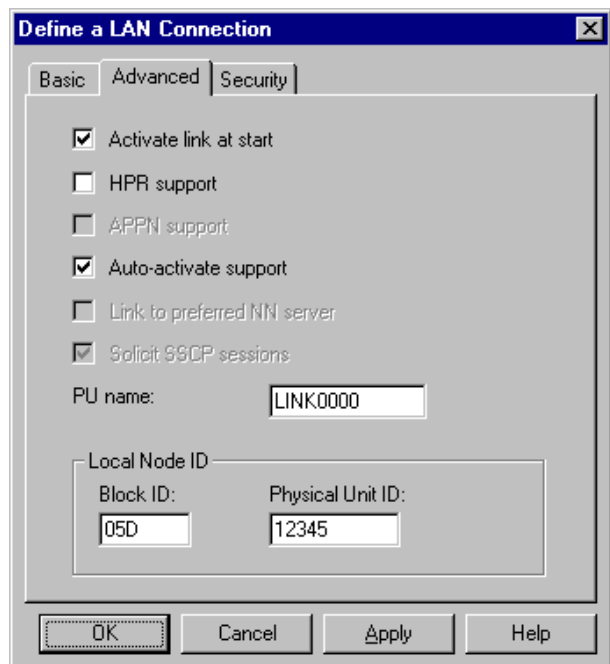 Define a LAN Connection
Basic Advanced Security
Activate link at start
HPR support
APPN support
Auto-activate support
Link to preferred NN server
Solicit SSCP sessions
PU name: LINK0000
Local Node ID
Block ID: Physical Unit ID:
05D 12345
OK Cancel Apply Help